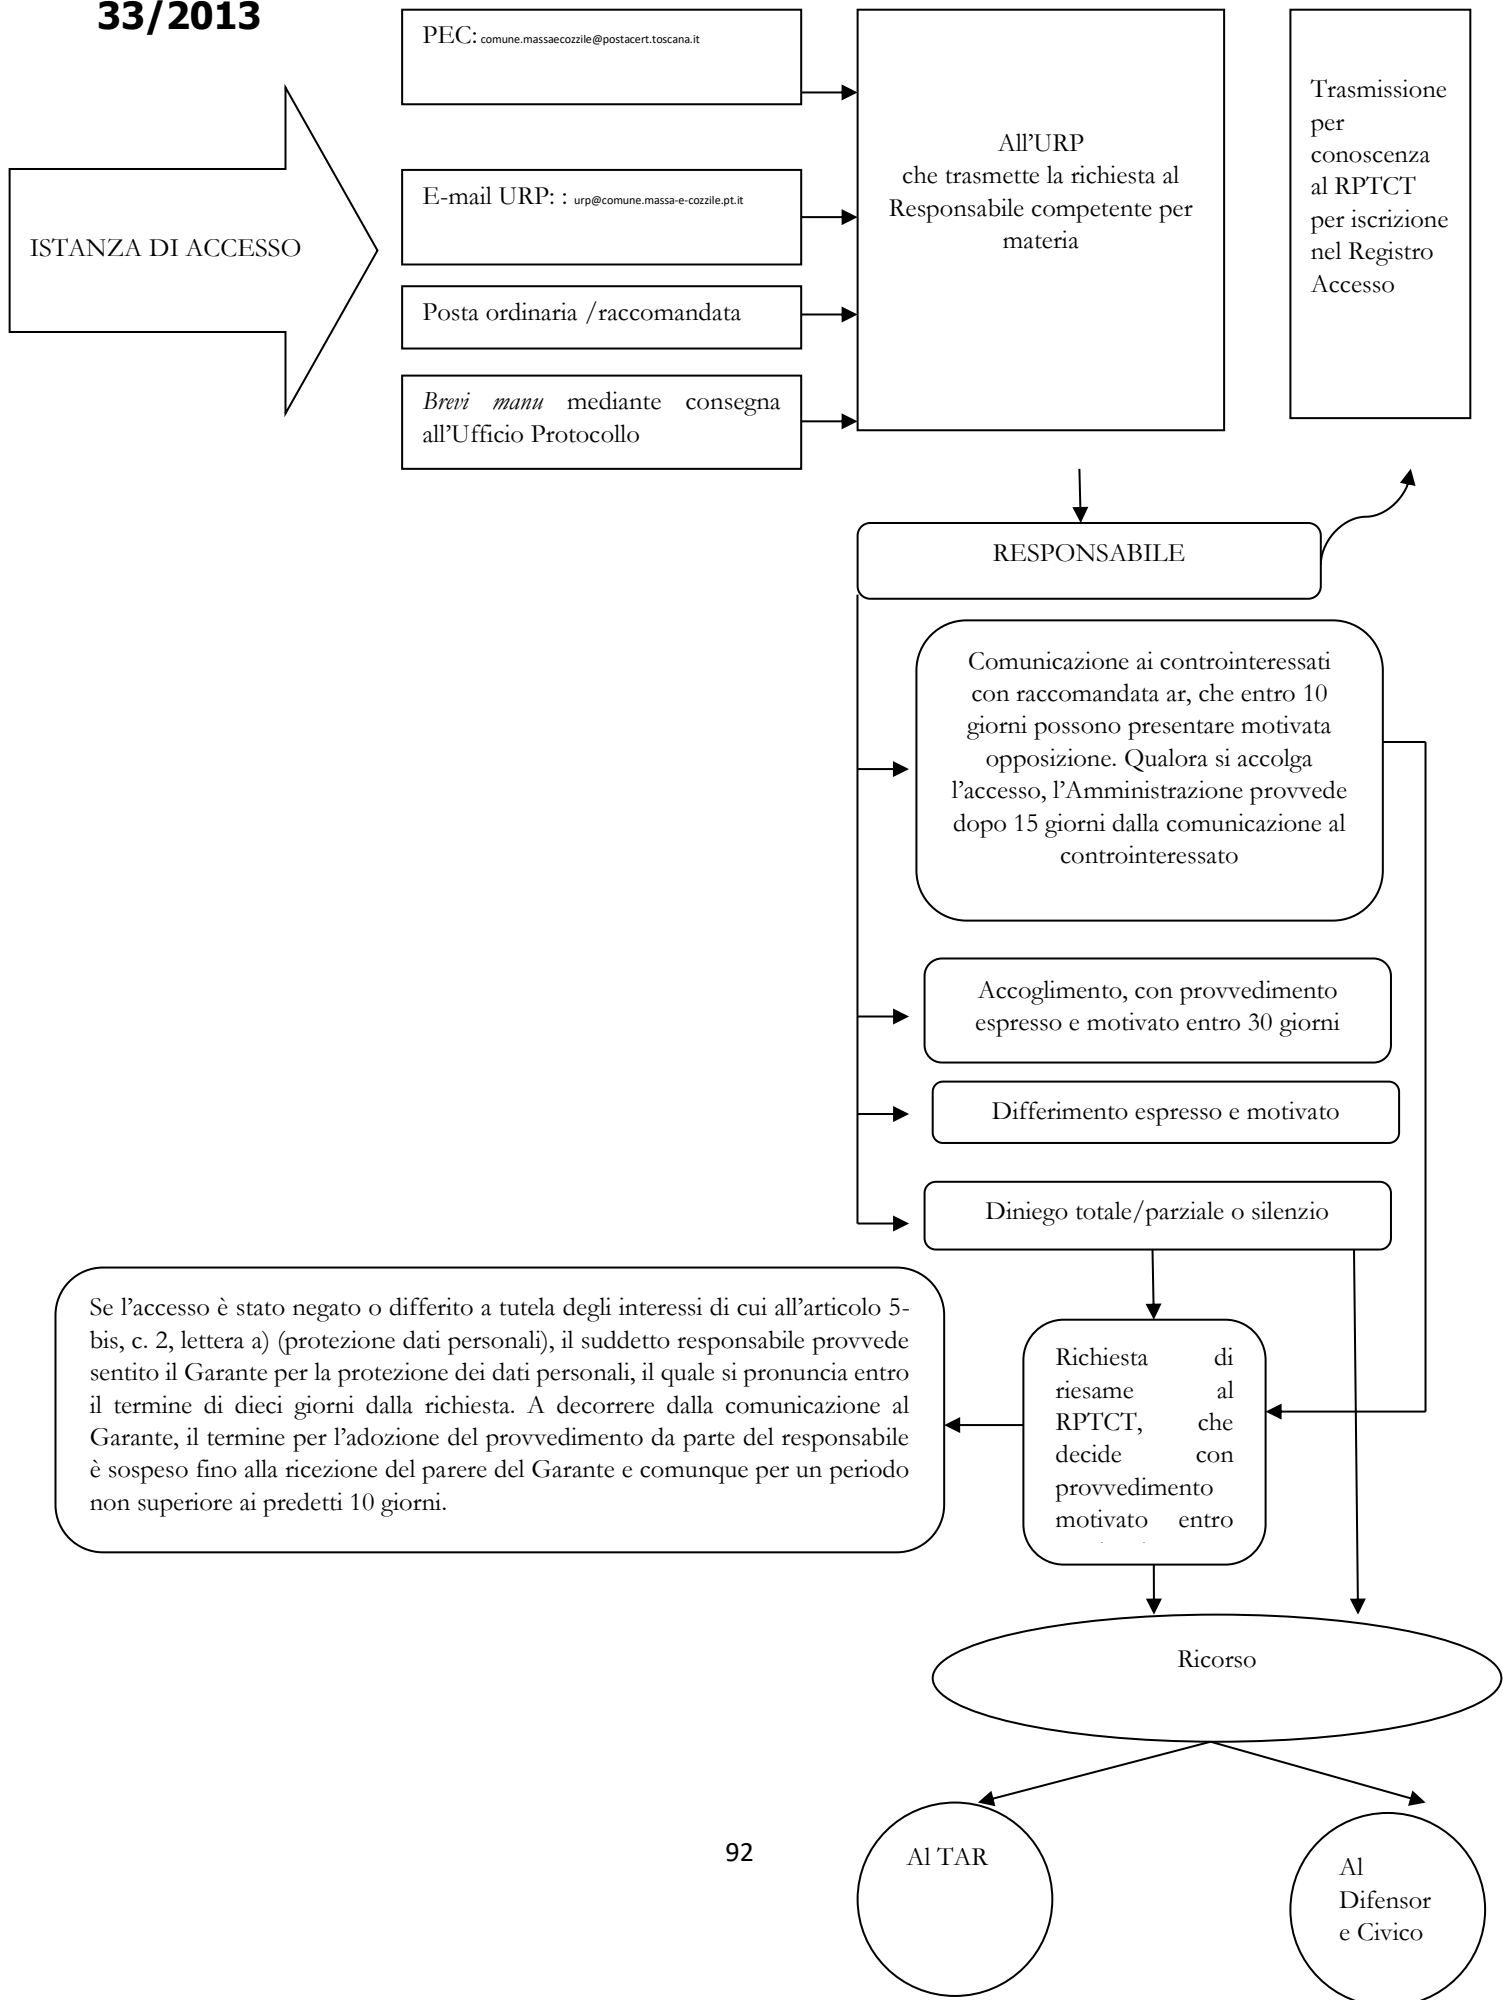 33/2013
PEC: comune.massaecozzile@postacert.toscana.it
E-mail URP: : urp@comune.massa-e-cozzile.pt.it
ISTANZA DI ACCESSO
Posta ordinaria /raccomandata
Brevi manu mediante consegna
all’Ufficio Protocollo
All’URP
che trasmette la richiesta al
Responsabile competente per
materia
Trasmissione
per
conoscenza
al RPTCT
per iscrizione
nel Registro
Accesso
RESPONSABILE
Comunicazione ai controinteressati
con raccomandata ar, che entro 10
giorni possono presentare motivata
opposizione. Qualora si accolga
l’accesso, l’Amministrazione provvede
dopo 15 giorni dalla comunicazione al
controinteressato
Accoglimento, con provvedimento
espresso e motivato entro 30 giorni
Differimento espresso e motivato
Diniego totale/parziale o silenzio
Se l’accesso è stato negato o differito a tutela degli interessi di cui all’articolo 5-
bis, c. 2, lettera a) (protezione dati personali), il suddetto responsabile provvede
sentito il Garante per la protezione dei dati personali, il quale si pronuncia entro
il termine di dieci giorni dalla richiesta. A decorrere dalla comunicazione al
Garante, il termine per l’adozione del provvedimento da parte del responsabile
è sospeso fino alla ricezione del parere del Garante e comunque per un periodo
non superiore ai predetti 10 giorni.
Richiesta di
riesame al
RPTCT, che
decide con
provvedimento
motivato entro
Ricorso
Al TAR
Al
Difensor
e Civico
92